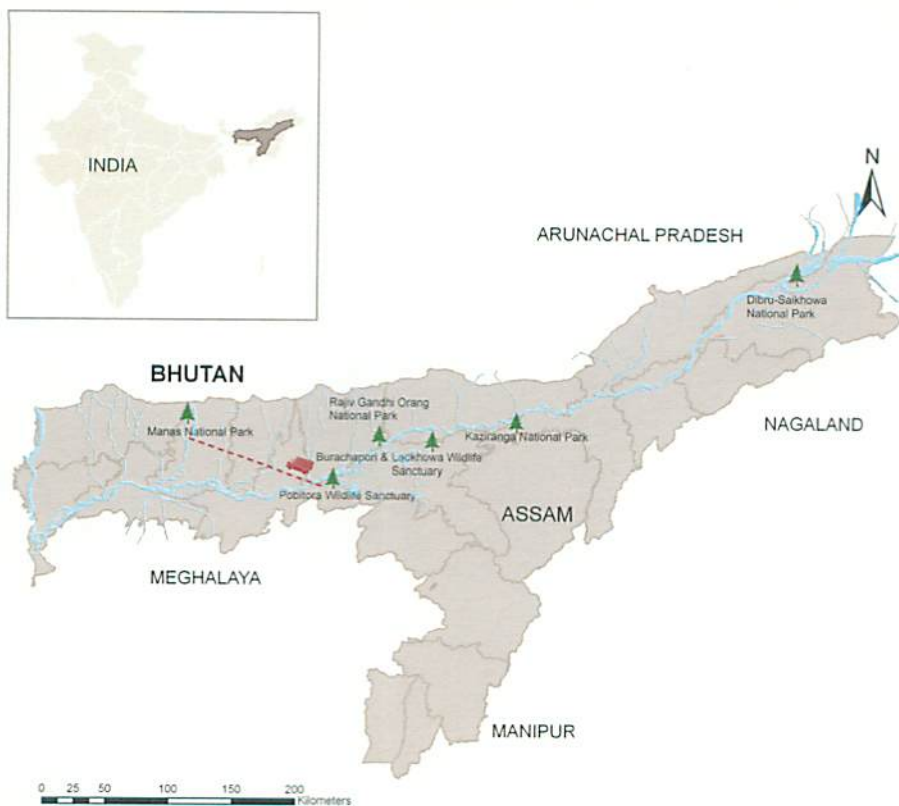 INDIA
N
ARUNACHAL PRADESH
Dibru-Saikhowa
National Park
BHUTAN
Rajiv Gandhi Orang
National Park
Manas National Park
NAGALAND
Kaziranga National Park
Burachapori & Laokhowa Wildlife
Sanctuary
Pobitora Wildlife Sanctuary
ASSAM
MEGHALAYA
MANIPUR
0 25 50 100 150 200
Kilometers